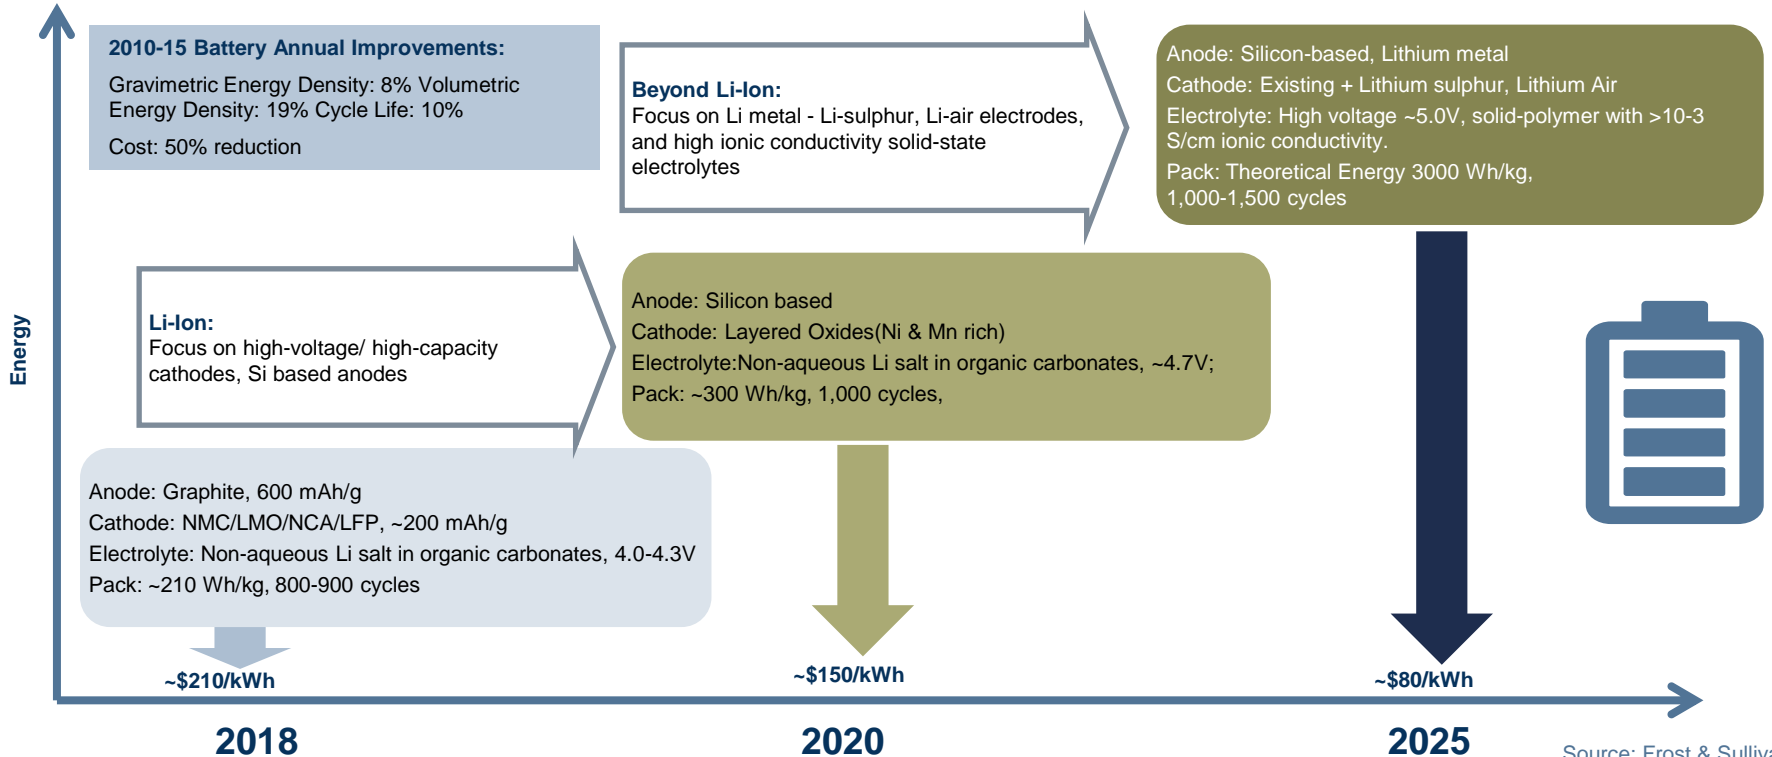 2010-15 Battery Annual Improvements:
Gravimetric Energy Density: 8% Volumetric
Energy Density: 19% Cycle Life: 10%
Cost: 50% reduction
Beyond Li-Ion:
Focus on Li metal - Li-sulphur, Li-air electrodes,
and high ionic conductivity solid-state
electrolytes
Anode: Silicon-based, Lithium metal
Cathode: Existing + Lithium sulphur, Lithium Air
Electrolyte: High voltage ~5.0V, solid-polymer with >10-3
S/cm ionic conductivity.
Pack: Theoretical Energy 3000 Wh/kg,
1,000-1,500 cycles
Energy
Li-Ion:
Focus on high-voltage/ high-capacity
cathodes, Si based anodes
Anode: Silicon based
Cathode: Layered Oxides(Ni & Mn rich)
Electrolyte:Non-aqueous Li salt in organic carbonates, ~4.7V;
Pack: ~300 Wh/kg, 1,000 cycles,
Anode: Graphite, 600 mAh/g
Cathode: NMC/LMO/NCA/LFP, ~200 mAh/g
Electrolyte: Non-aqueous Li salt in organic carbonates, 4.0-4.3V
Pack: ~210 Wh/kg, 800-900 cycles
~$210/kWh
~$150/kWh
~$80/kWh
2018
2020
2025
Source: Frost &